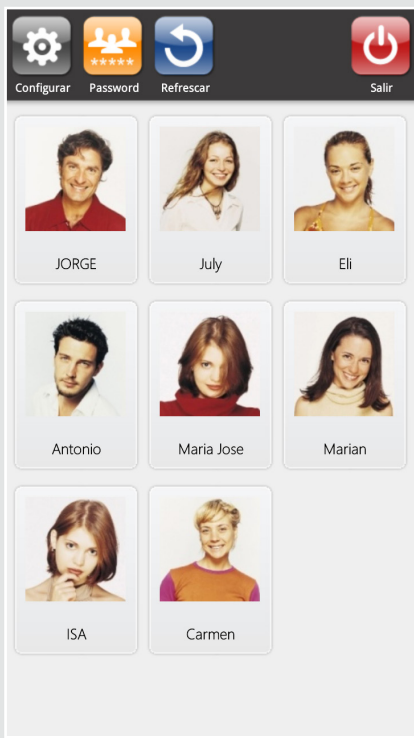 *****
Configurar Password Refrescar Salir
JORGE July Eli
Antonio Maria Jose Marian
ISA Carmen